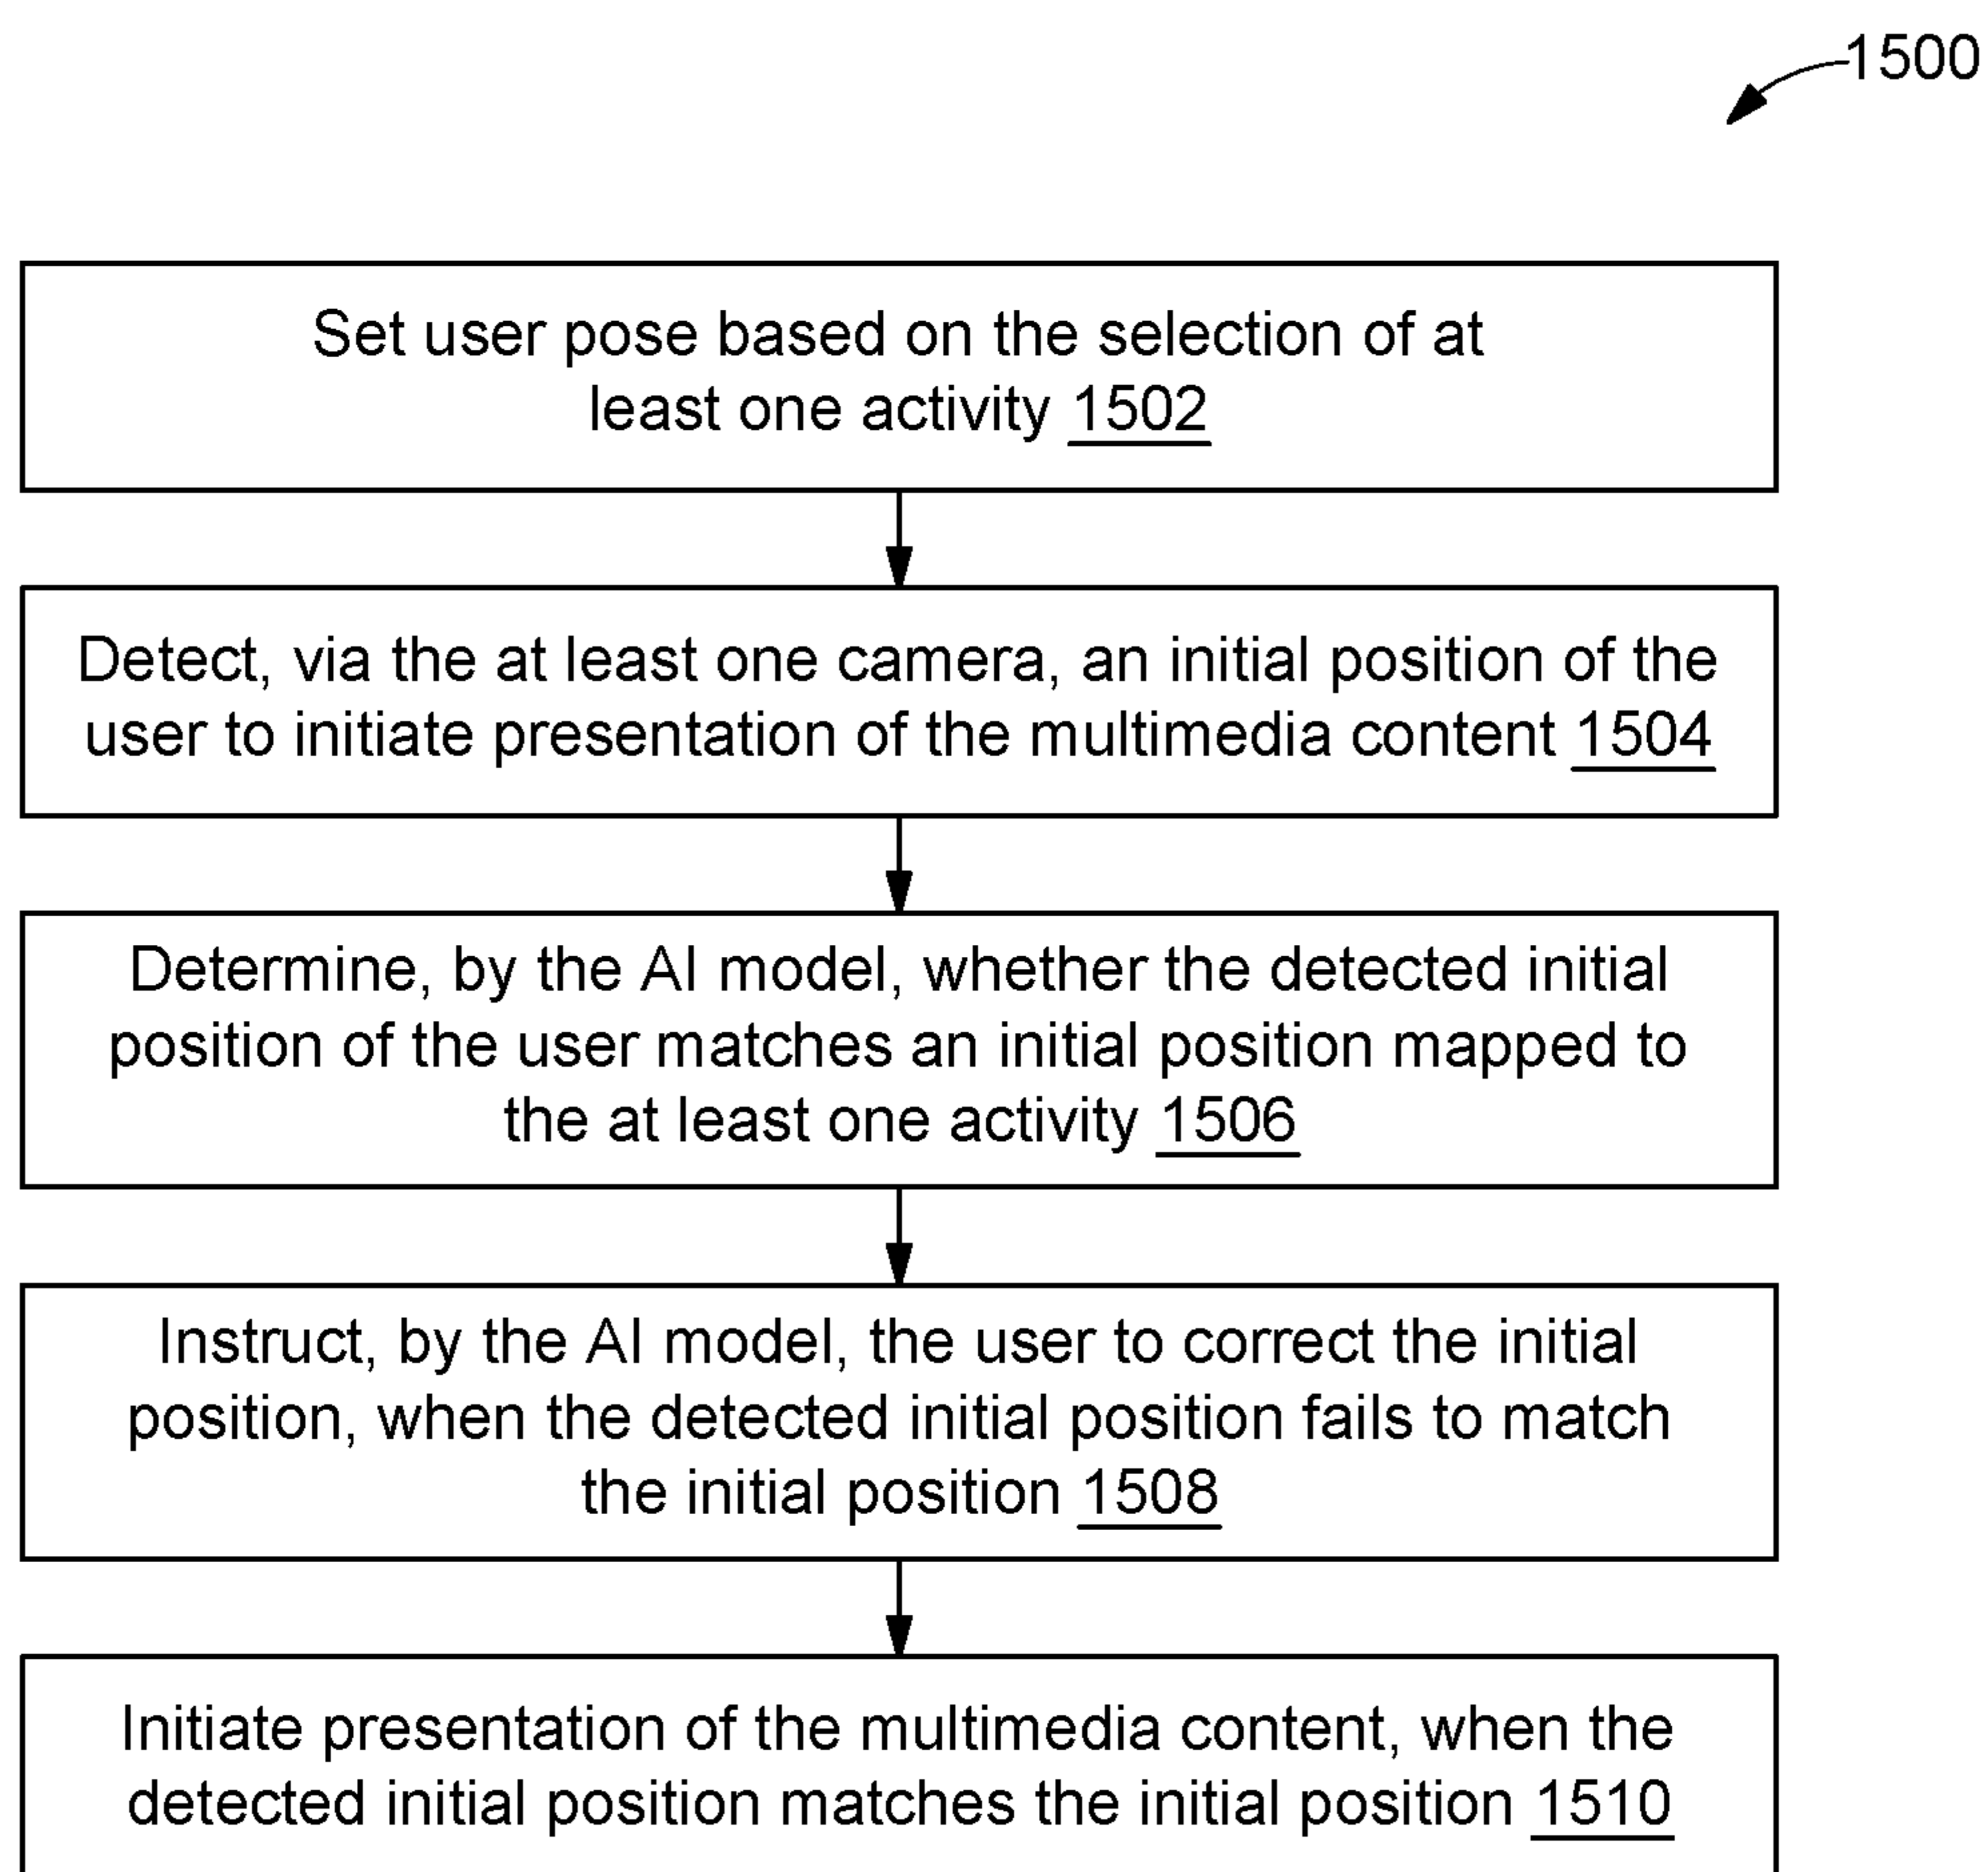 1500
Set user pose based on the selection of at
least one activity 1502
Detect, via the at least one camera, an initial position of the
user to initiate presentation of the multimedia content 1504
Determine, by the AI model, whether the detected initial
position of the user matches an initial position mapped to
the at least one activity 1506
Instruct, by the AI model, the user to correct the initial
position, when the detected initial position fails to match
the initial position 1508
Initiate presentation of the multimedia content, when the
detected initial position matches the initial position 1510